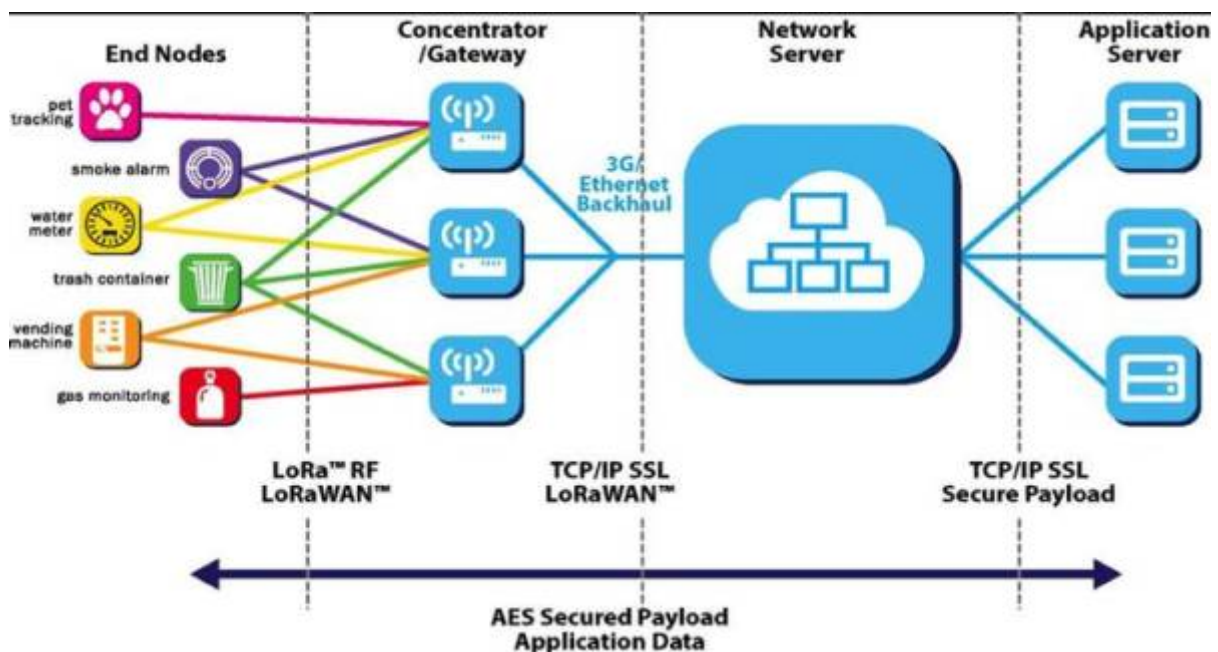 End Nodes
Concentrator
/Gateway
Network
Server
Application
Server
pet
tracking
smoke alarm
water
meter
trash container
vending
machine
gas monitoring
3G/
Ethernet
Backhaul
LoRa™ RF
LoRaWAN™
TCP/IP SSL
LoRaWAN™
TCP/IP SSL
Secure Payload
AES Secured Payload
Application Data